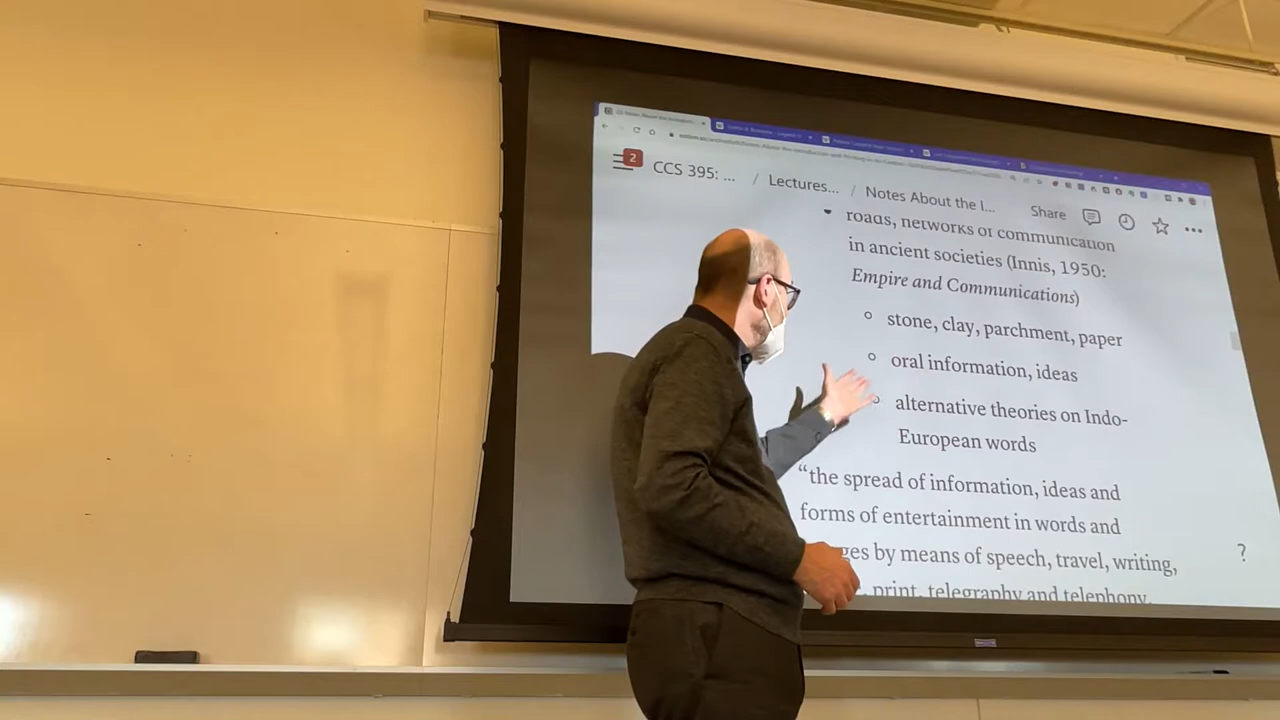 2
CCS 395: ... / Lectures... / Notes About the I... Share
roads, networks of communication
in ancient societies (Innis, 1950:
Empire and Communications)
stone, clay, parchment, paper
oral information, ideas
alternative theories on Indo-
European words
“the spread of information, ideas and
forms of entertainment in words and
ges by means of speech, travel, writing,
print, telegraphy and telephony,
?